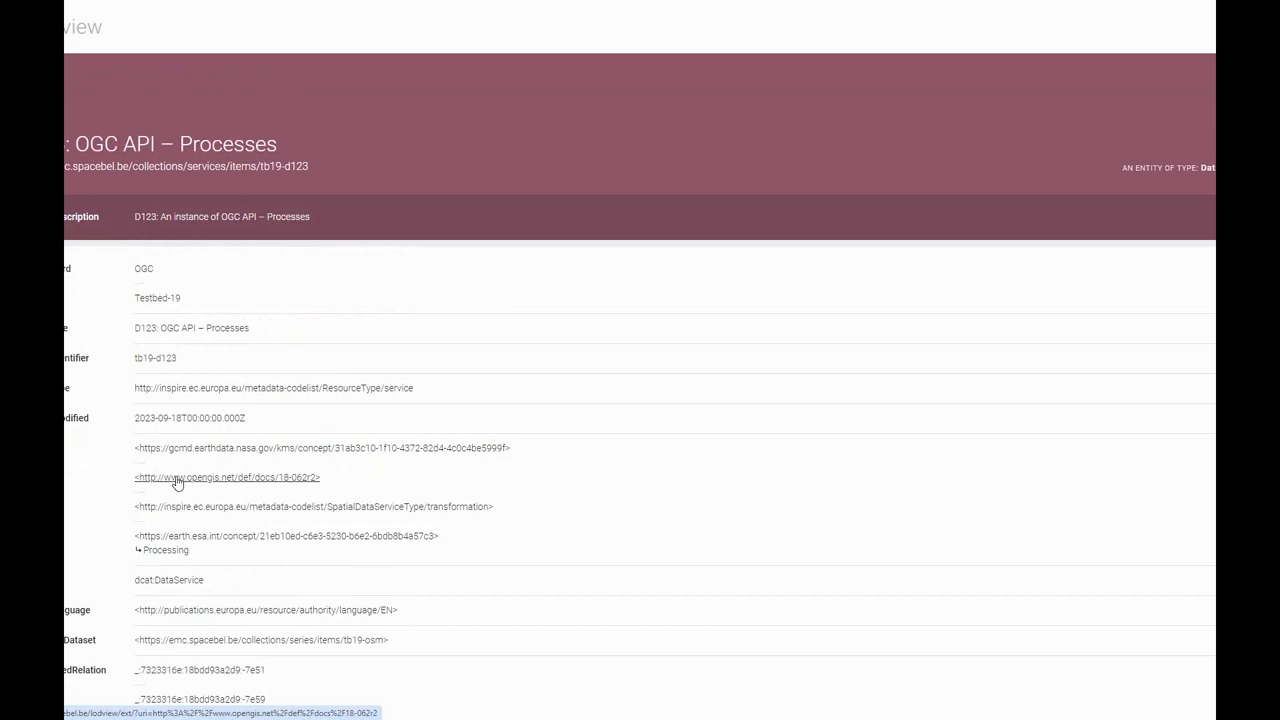 view
: OGC API – Processes
c.spacebel.be/collections/services/items/tb19-d123
AN ENTITY OF TYPE: Dat
scription D123: An instance of OGC API – Processes
rd OGC
Testbed-19
e D123: OGC API – Processes
entifier tb19-d123
pe http://inspire.ec.europa.eu/metadata-codelist/ResourceType/service
odified 2023-09-18T00:00:00.000Z
<https://gcmd.earthdata.nasa.gov/kms/concept/31ab3c10-1f10-4372-82d4-4c0c4be5999f>
<http://www.opengis.net/def/docs/18-062r2>
<http://inspire.ec.europa.eu/metadata-codelist/SpatialDataServiceType/transformation>
<https://earth.esa.int/concept/21eb10ed-c6e3-5230-b6e2-6bdb8b4a57c3>
↳ Processing
dcat:DataService
guage <http://publications.europa.eu/resource/authority/language/EN>
Dataset <https://emc.spacebel.be/collections/series/items/tb19-osm>
edRelation _:7323316e:18bdd93a2d9:-7e51
_:7323316e:18bdd93a2d9:-7e59
ebel.be/lodview/ext/?uri=http%3A%2F%2Fwww.opengis.net%2Fdef%2Fdocs%2F18-062r2